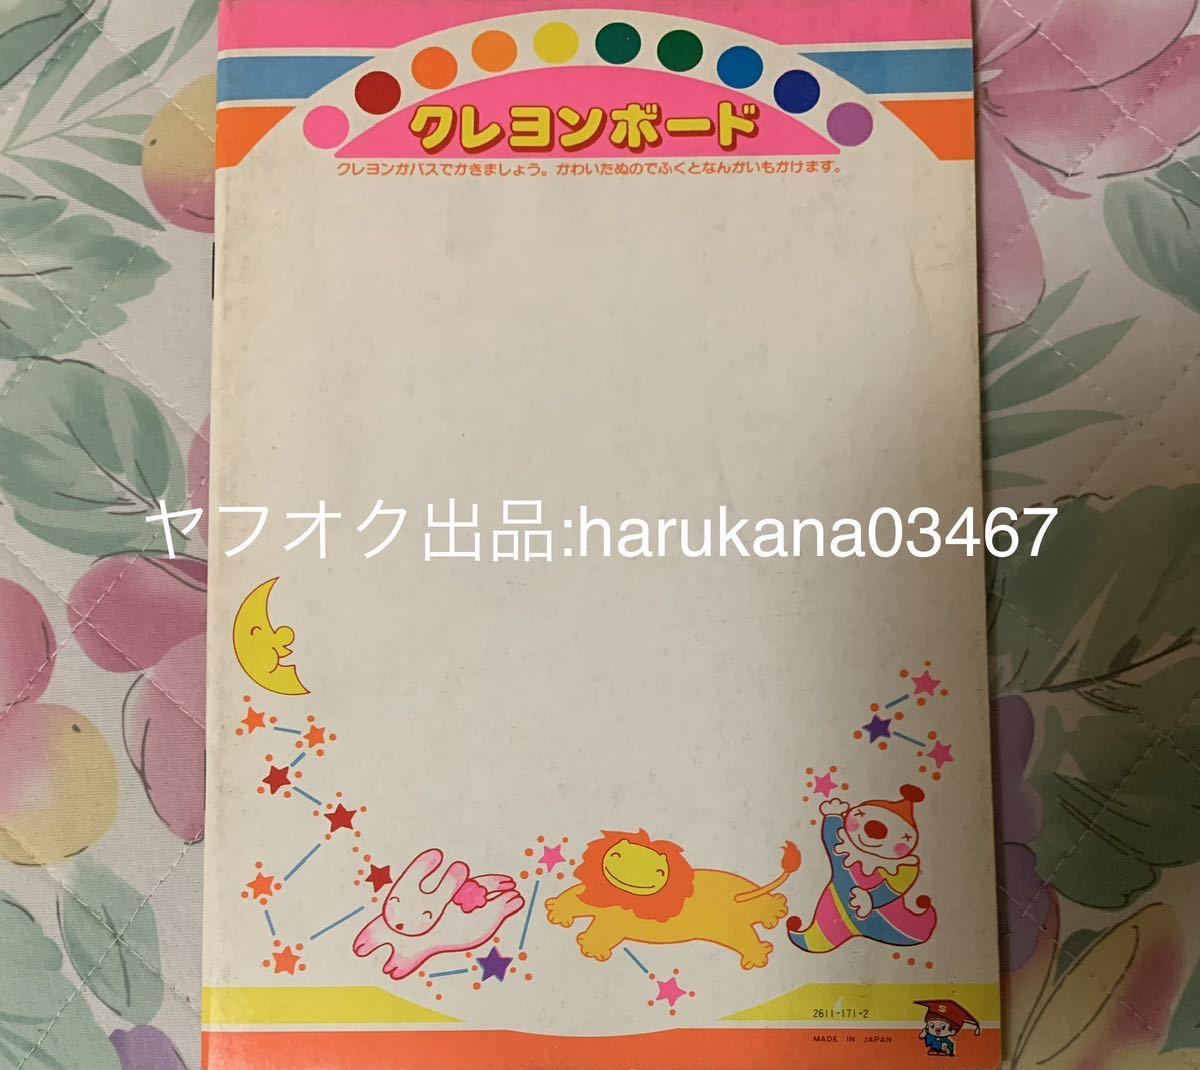 クレヨンボード
クレヨンかパスでかきましょう。かわいたぬのでふくとなんかいもかけます。
ヤフオク出品:harukana03467
2611-171-2
MADE IN JAPAN
S